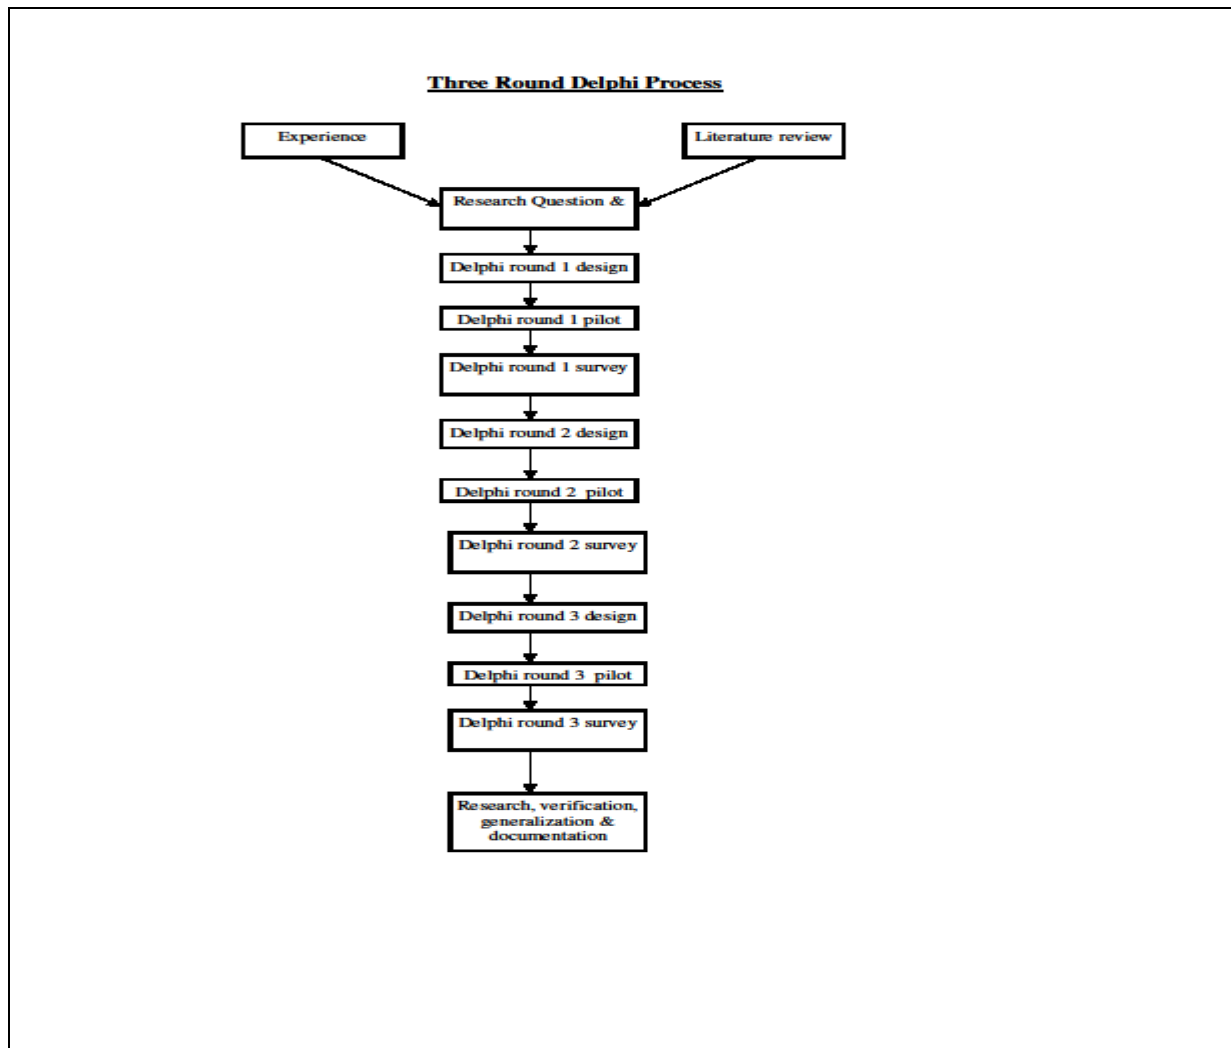 Three Round Delphi Process
Experience
Literature review
Research Question &
Delphi round 1 design
Delphi round 1 pilot
Delphi round 1 survey
Delphi round 2 design
Delphi round 2 pilot
Delphi round 2 survey
Delphi round 3 design
Delphi round 3 pilot
Delphi round 3 survey
Research, verification,
generalization &
documentation